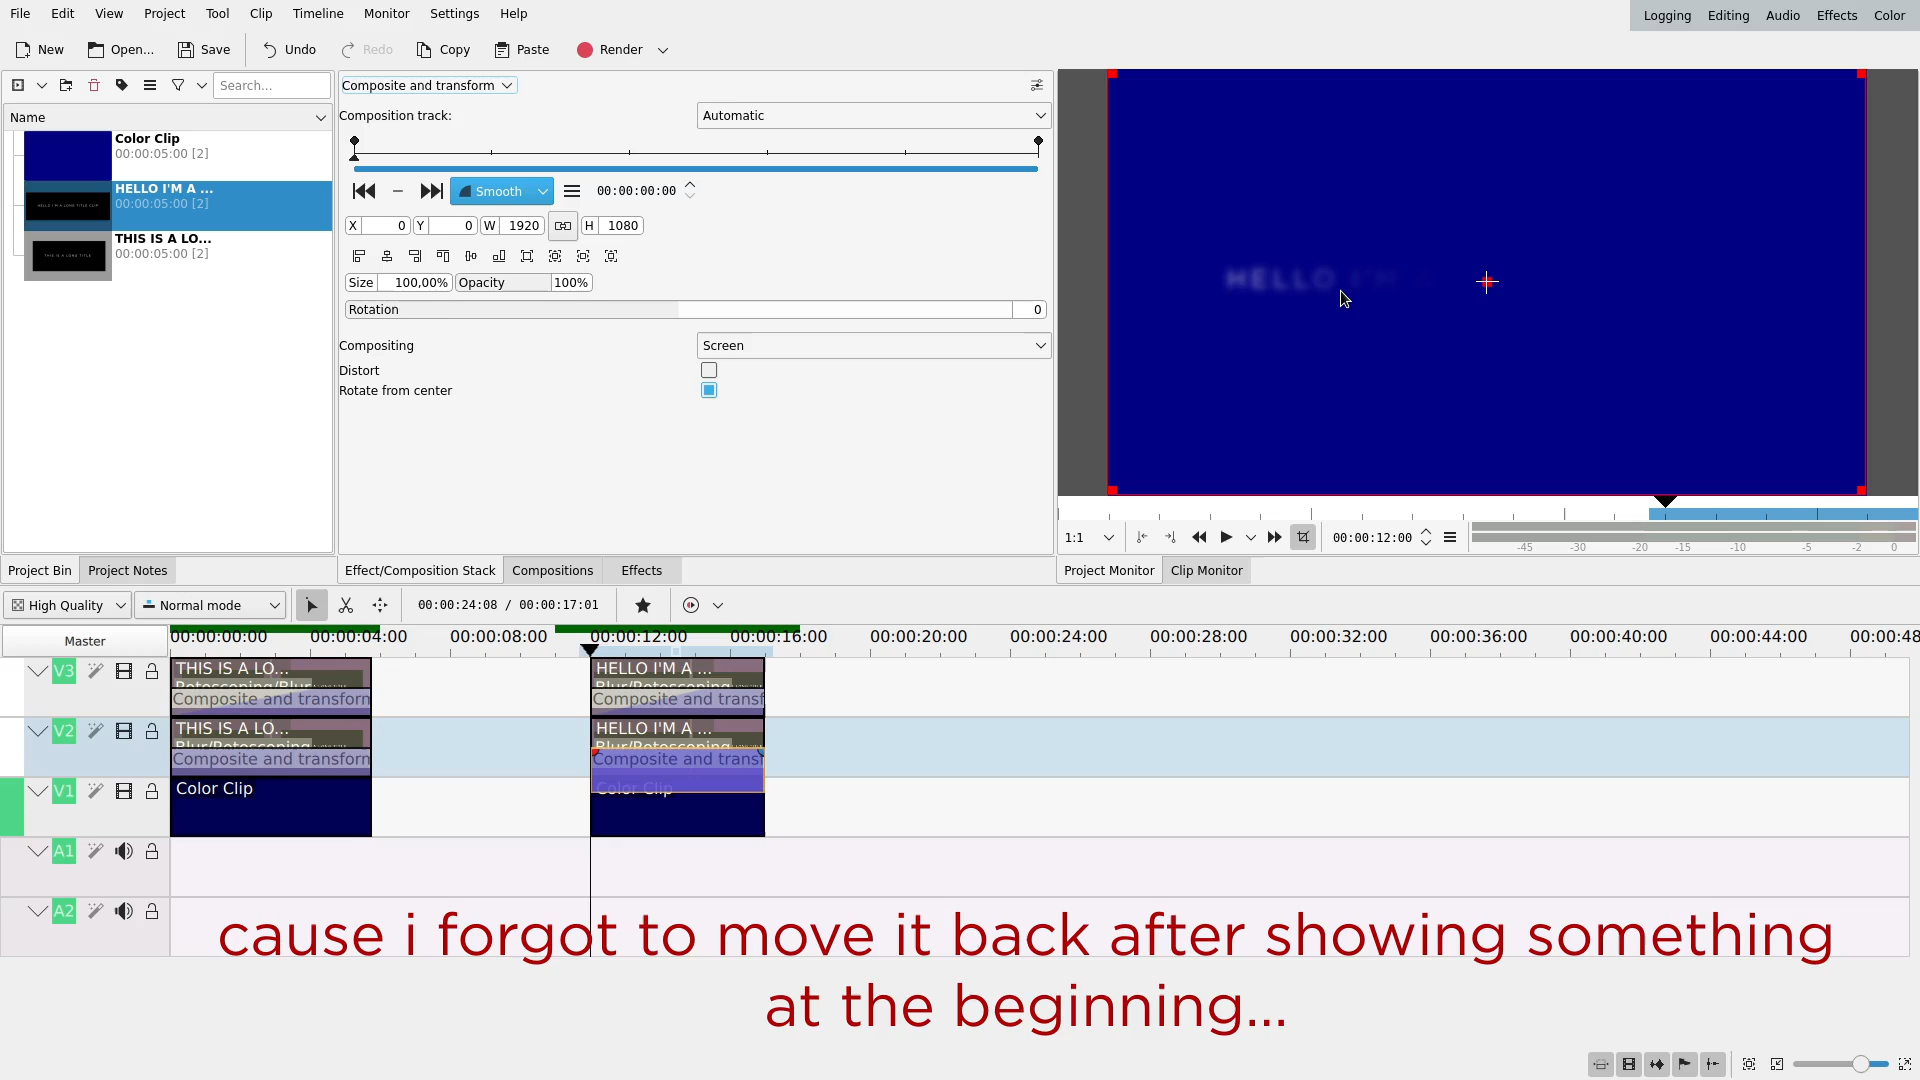 File Edit View Project Tool Clip Timeline Monitor Settings Help
Logging Editing Audio Effects Color
New Open... Save Undo Redo Copy Paste Render
Search...
Name
Color Clip
00:00:05:00 [2]
HELLO I'M A ...
00:00:05:00 [2]
THIS IS A LO...
00:00:05:00 [2]
Composite and transform
Composition track: Automatic
Smooth 00:00:00:00
X 0 Y 0 W 1920 H 1080
Size 100,00% Opacity 100%
Rotation 0
Compositing Screen
Distort
Rotate from center
HELLO I'M
1:1 00:00:12:00 -45 -30 -20 -15 -10 -5 -2 0
Project Bin Project Notes Effect/Composition Stack Compositions Effects Project Monitor Clip Monitor
High Quality Normal mode 00:00:24:08 / 00:00:17:01
Master 00:00:00:00 00:00:04:00 00:00:08:00 00:00:12:00 00:00:16:00 00:00:20:00 00:00:24:00 00:00:28:00 00:00:32:00 00:00:36:00 00:00:40:00 00:00:44:00 00:00:48
V3 THIS IS A LO... HELLO I'M A ...
Rotoscoping/Blur Blur/Rotoscoping
Composite and transform Composite and transf
V2 THIS IS A LO... HELLO I'M A ...
Blur/Rotoscoping Blur/Rotoscoping
Composite and transform Composite and transf
V1 Color Clip Color Clip
A1
A2
cause i forgot to move it back after showing something
at the beginning...